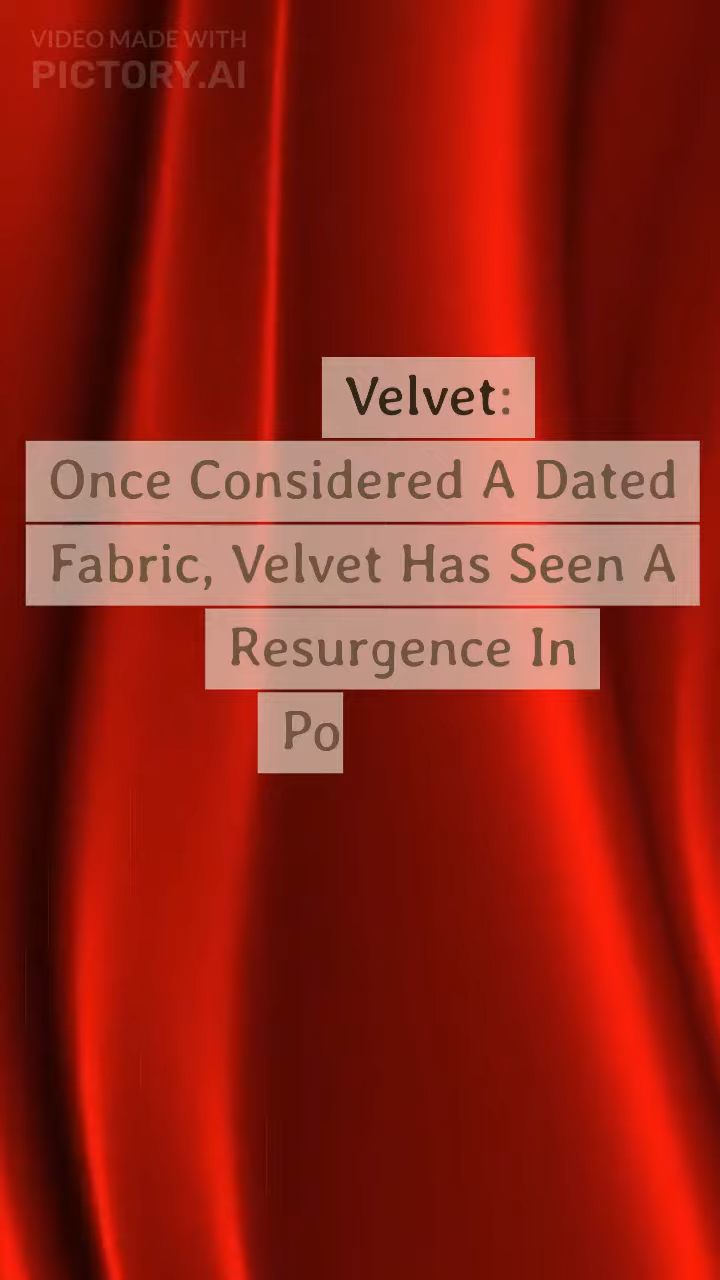 VIDEO MADE WITH
PICTORY.AI
Velvet:
Once Considered A Dated
Fabric, Velvet Has Seen A
Resurgence In
Po